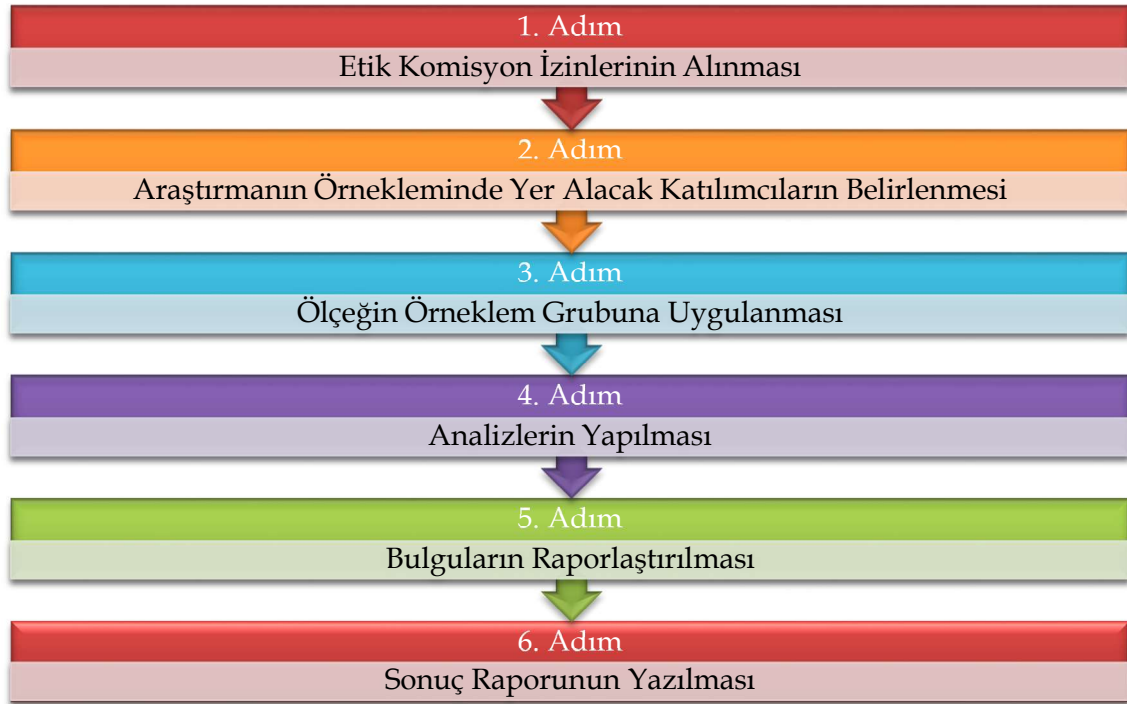 1. Adım
Etik Komisyon İzinlerinin Alınması
2. Adım
Araştırmanın Örnekleminde Yer Alacak Katılımcıların Belirlenmesi
3. Adım
Ölçeğin Örneklem Grubuna Uygulanması
4. Adım
Analizlerin Yapılması
5. Adım
Bulguların Raporlaştırılması
6. Adım
Sonuç Raporunun Yazılması